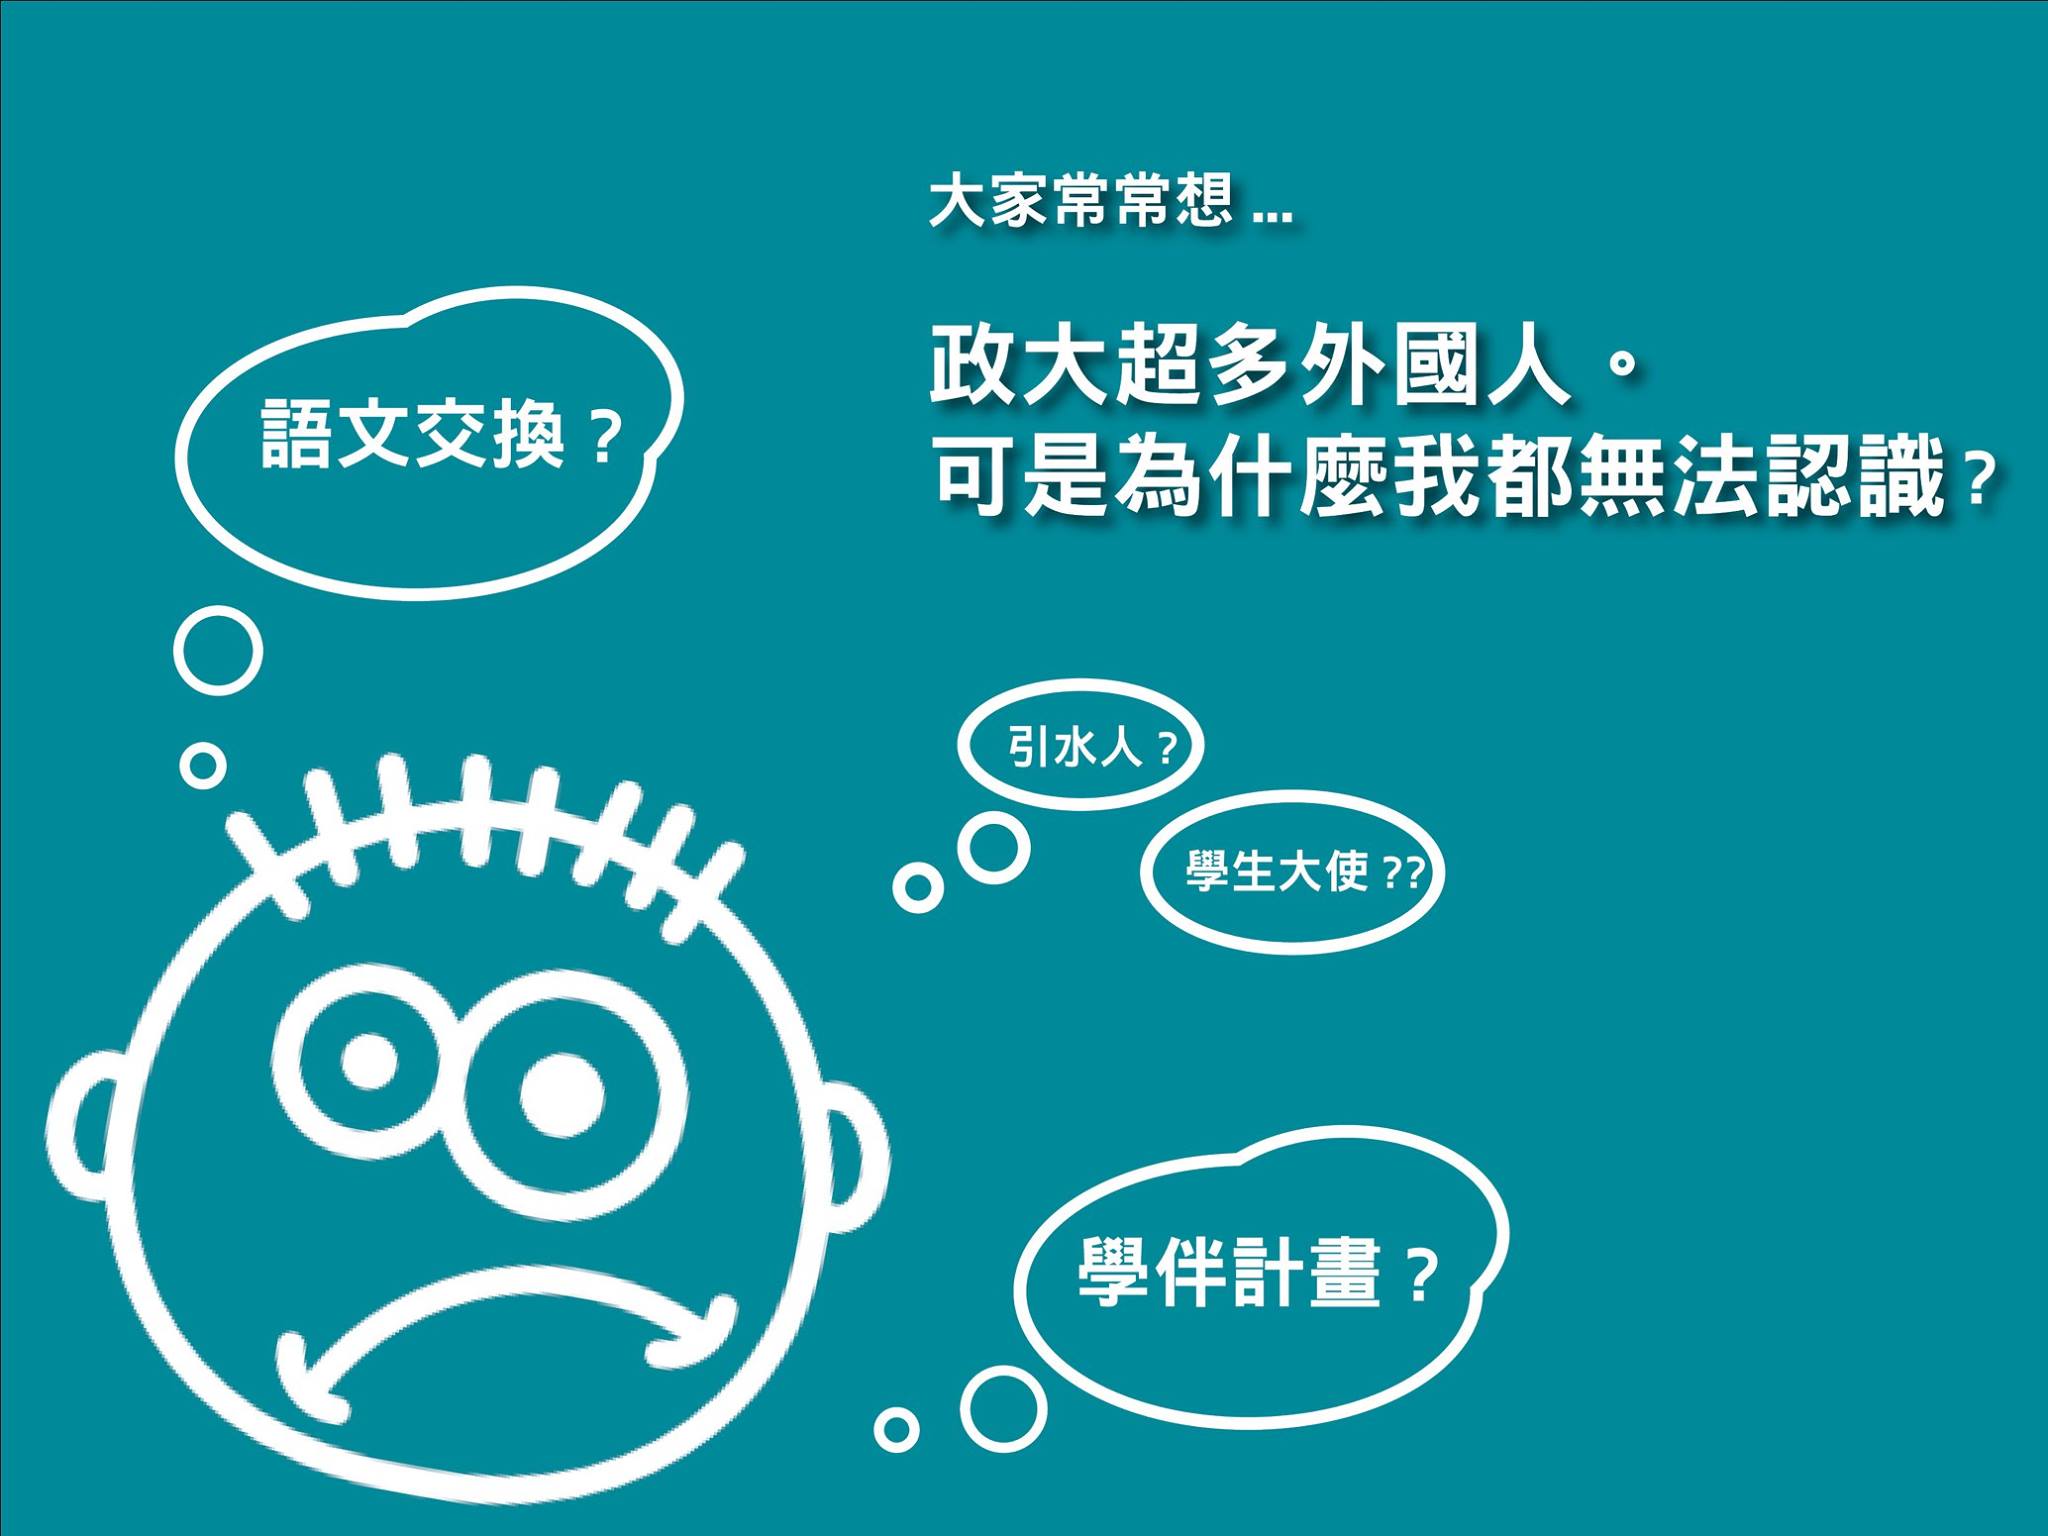 大家常常想...
政大超多外國人。
可是為什麼我都無法認識?
語文交換?
引水人?
學生大使??
學伴計畫?